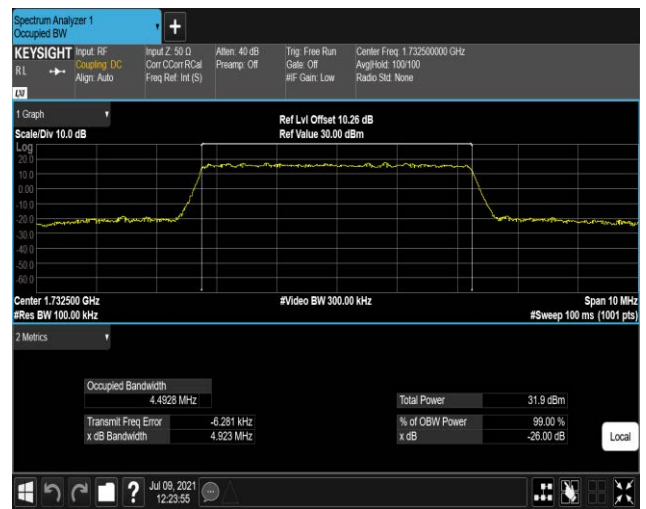 Spectrum Analyzer 1
Occupied BW
+
KEYSIGHT
RL
LXI
Input: RF
Coupling: DC
Align: Auto
Input Z: 50 Ω
Corr CCorr RCal
Freq Ref: Int (S)
Atten: 40 dB
Preamp: Off
Trig: Free Run
Gate: Off
#IF Gain: Low
Center Freq: 1.732500000 GHz
Avg|Hold: 100/100
Radio Std: None
1 Graph
Scale/Div 10.0 dB
Ref Lvl Offset 10.26 dB
Ref Value 30.00 dBm
Log
20.0
10.0
0.00
-10.0
-20.0
-30.0
-40.0
-50.0
-60.0
Center 1.732500 GHz
#Res BW 100.00 kHz
#Video BW 300.00 kHz
Span 10 MHz
#Sweep 100 ms (1001 pts)
2 Metrics
Occupied Bandwidth
4.4928 MHz
Transmit Freq Error -6.281 kHz
x dB Bandwidth 4.923 MHz
Total Power 31.9 dBm
% of OBW Power 99.00 %
x dB -26.00 dB
Local
?
Jul 09, 2021
12:23:55